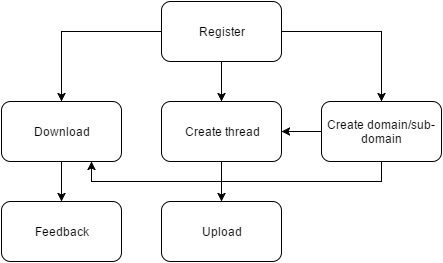 Register
Download
Create thread
Create domain/sub-
domain
Feedback
Upload